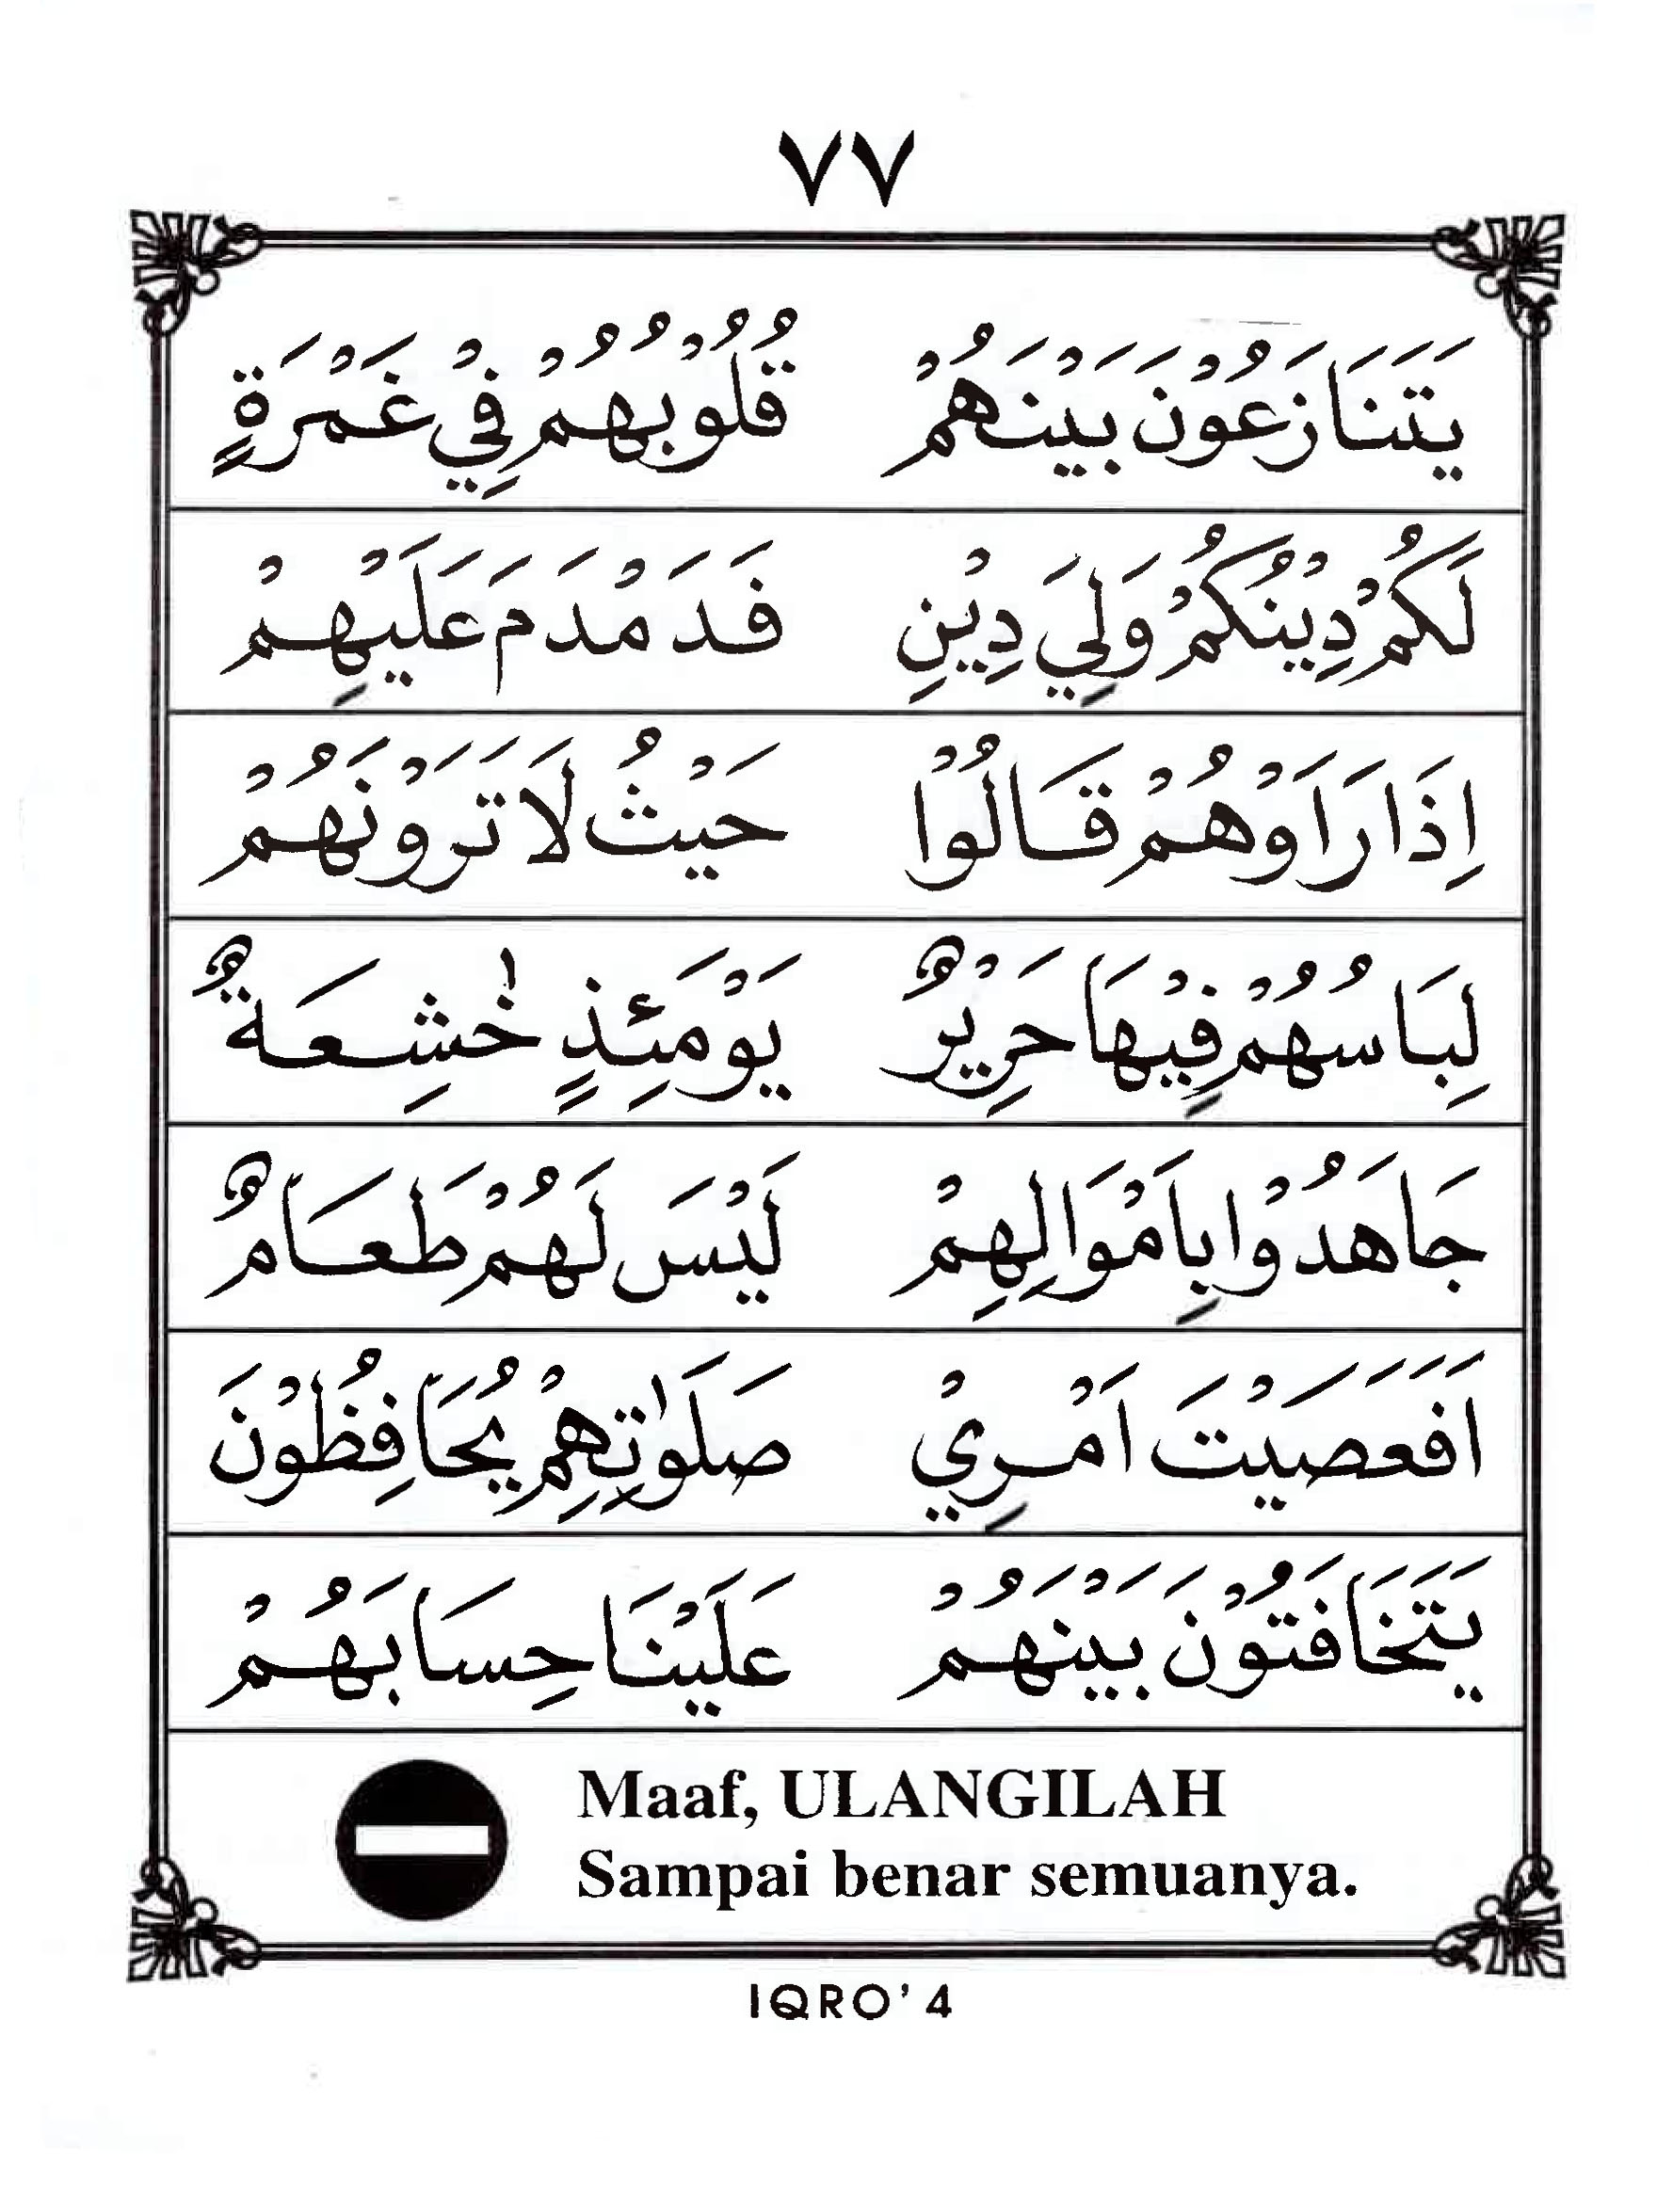 ٧٧
يَتَنَازَعُوْنَ بَيْنَهُمْ قُلُوْبُهُمْ فِيْ غَمْرَةٍ
لَكُمْ دِيْنُكُمْ وَلِيَ دِيْنِ فَدَمْدَمَ عَلَيْهِمْ
اِذَا رَاَوْهُمْ قَالُوْا حَيْثُ لَا تَرَوْنَهُمْ
لِبَاسُهُمْ فِيْهَا حَرِيْرٌ يَوْمَئِذٍ خٰشِعَةٌ
جَاهَدُوْا بِاَمْوَالِهِمْ لَيْسَ لَهُمْ طَعَامٌ
اَفَعَصَيْتَ اَمْرِيْ صَلَوٰتِهِمْ يُحَافِظُوْنَ
يَتَخَافَتُوْنَ بَيْنَهُمْ عَلَيْنَا حِسَابَهُمْ
Maaf, ULANGILAH
Sampai benar semuanya.
IQRO' 4